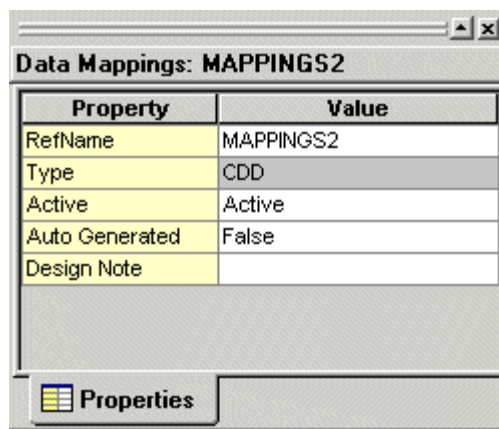 Data Mappings: MAPPINGS2
Property Value
RefName MAPPINGS2
Type CDD
Active Active
Auto Generated False
Design Note
Properties